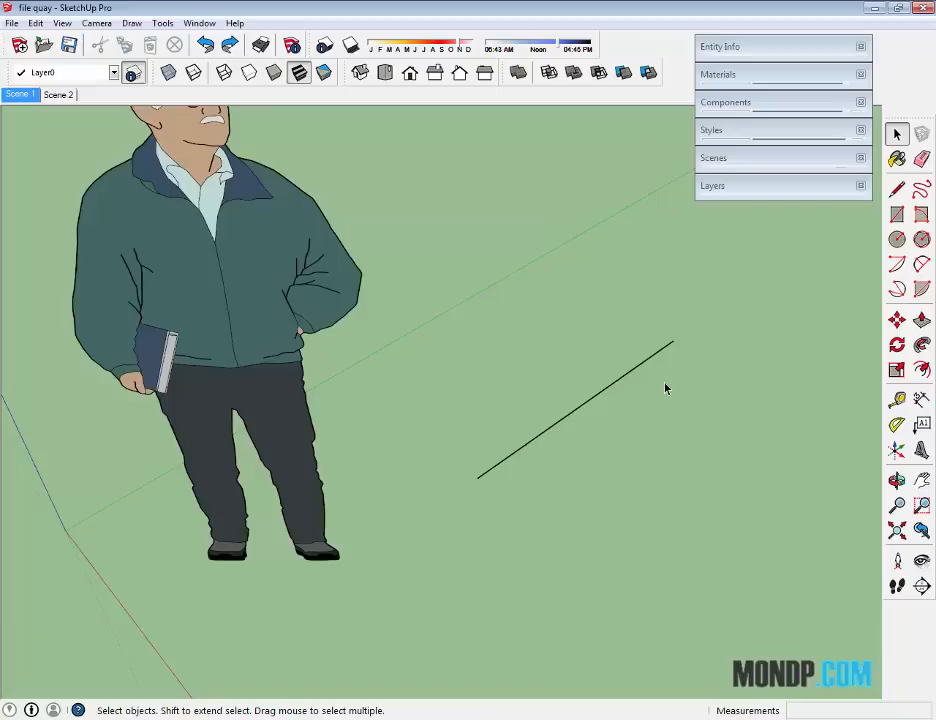 file quay - SketchUp Pro
File Edit View Camera Draw Tools Window Help
J F M A M J J A S O N D 06:43 AM Noon 04:45 PM
Layer0
Scene 1 Scene 2
Entity Info
Materials
Components
Styles
Scenes
Layers
A1
MONDP.COM
Select objects. Shift to extend select. Drag mouse to select multiple. Measurements